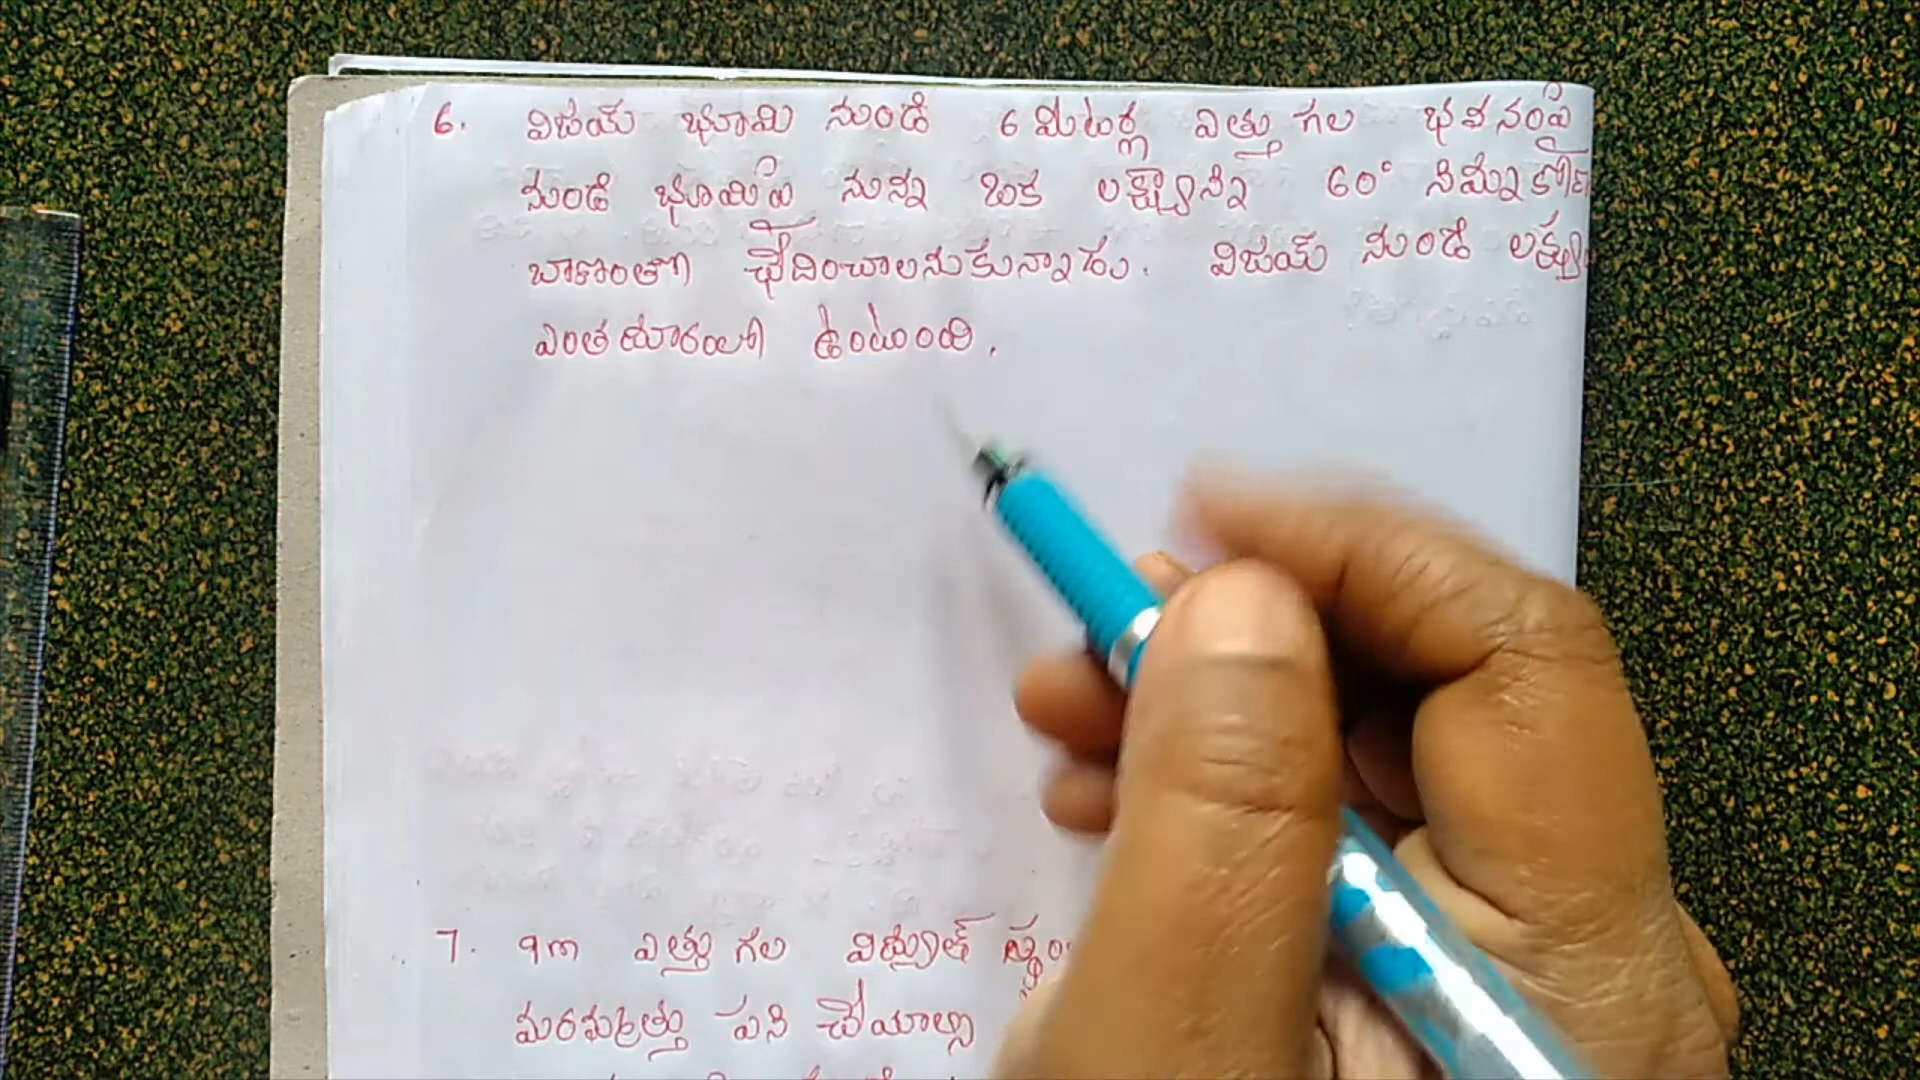 6. విజయ్ భూమి నుండి 6 మీటర్ల ఎత్తు గల భవనంపై
నుండి భూమిపై నున్న ఒక లక్ష్యాన్ని 60° నిమ్న కోణ
బాణంతో ఛేదించాలనుకున్నాడు. విజయ్ నుండి లక్ష్యం
ఎంత దూరంలో ఉంటుంది.
7. 9m ఎత్తు గల విద్యుత్ స్థం
మరమ్మత్తు పని చేయాల్సి